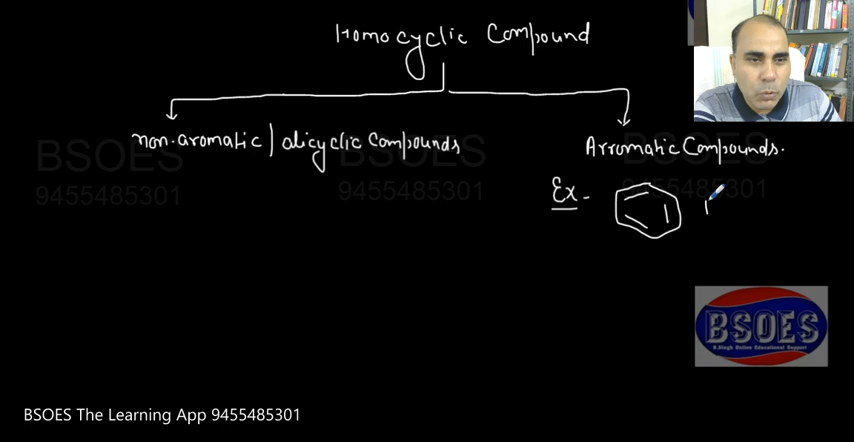 Homocyclic Compound
non-aromatic | alicyclic Compounds
Arromatic Compounds.
Ex-
BSOES
9455485301
BSOES
9455485301
BSOES
9455485301
BSOES
B.Singh Online Educational Support
BSOES The Learning App 9455485301